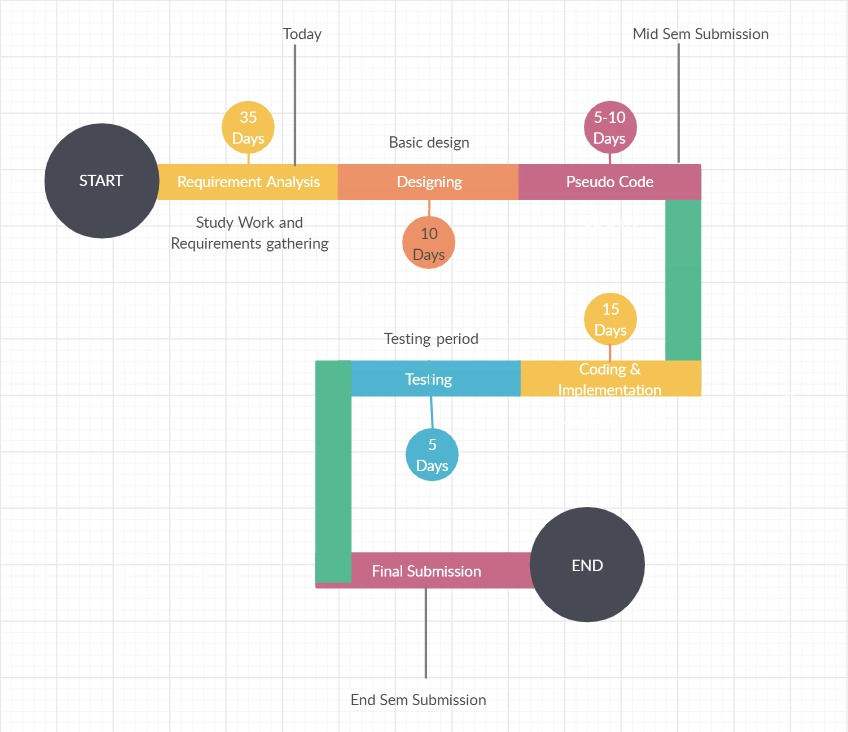 Today
Mid Sem Submission
35
Days
5-10
Days
Basic design
START
Requirement Analysis
Designing
Pseudo Code
Study Work and
Requirements gathering
10
Days
15
Days
Testing period
Testing
Coding &
Implementation
5
Days
END
Final Submission
End Sem Submission